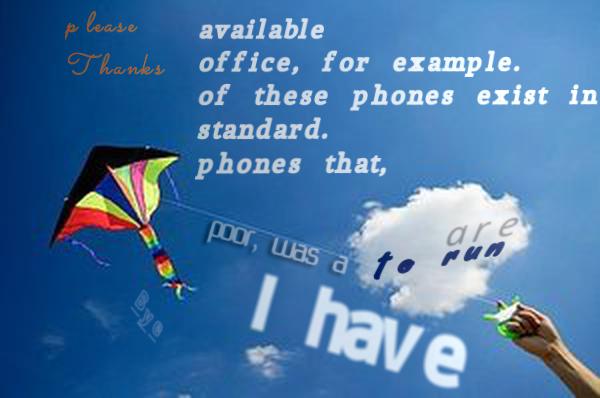 please
Thanks
available
office, for example.
of these phones exist in
standard.
phones that,
are
poor, was a
to run
I have
Bye